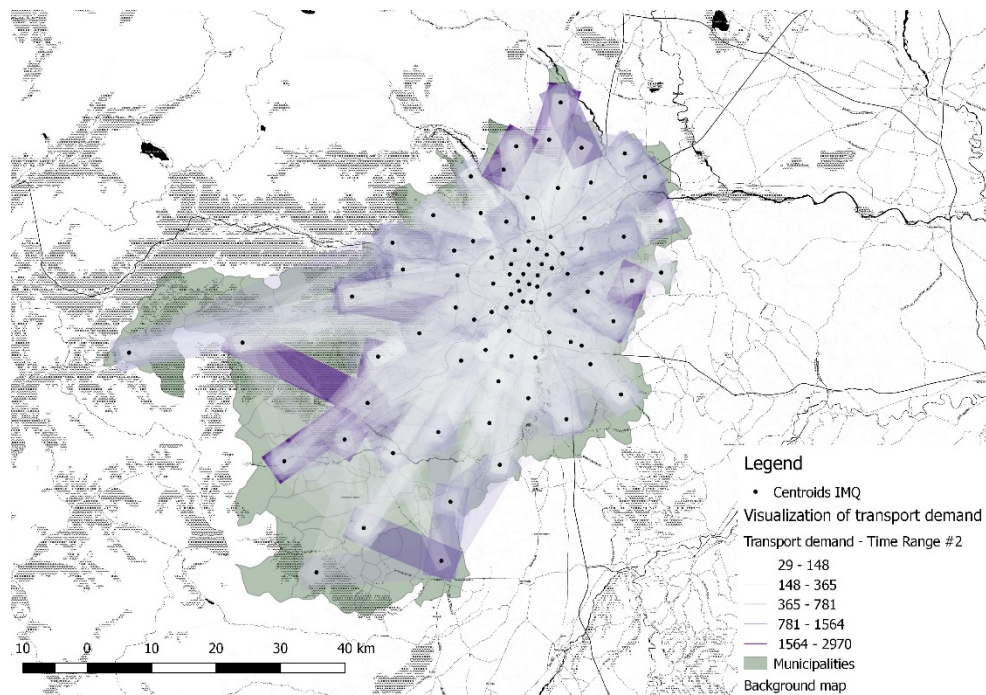 Legend
Centroids IMQ
Visualization of transport demand
Transport demand - Time Range #2
29 - 148
148 - 365
365 - 781
781 - 1564
1564 - 2970
Municipalities
Background map
10 0 10 20 30 40 km